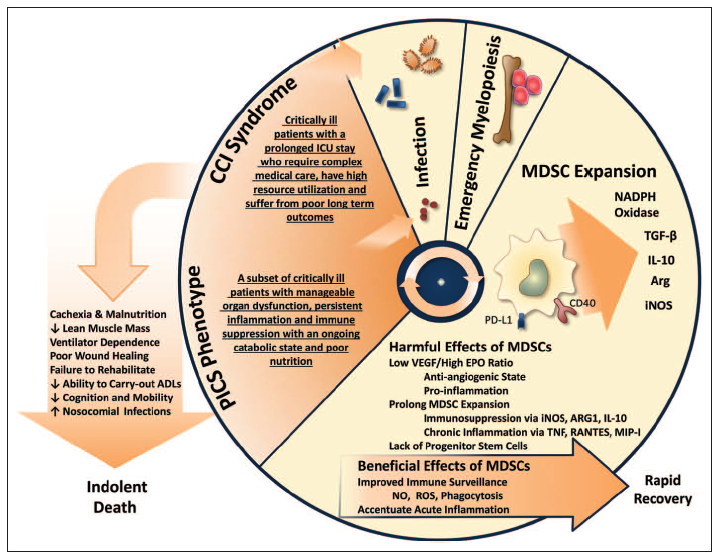 CCI Syndrome
Critically ill
patients with a
prolonged ICU stay
who require complex
medical care, have high
resource utilization and
suffer from poor long term
outcomes
Infection
Emergency Myelopoiesis
MDSC Expansion
NADPH
Oxidase
TGF-β
IL-10
Arg
iNOS
CD40
PD-L1
PICS Phenotype
A subset of critically ill
patients with manageable
organ dysfunction, persistent
inflammation and immune
suppression with an ongoing
catabolic state and poor
nutrition
Cachexia & Malnutrition
↓ Lean Muscle Mass
Ventilator Dependence
Poor Wound Healing
Failure to Rehabilitate
↓ Ability to Carry-out ADLs
↓ Cognition and Mobility
↑ Nosocomial Infections
Indolent
Death
Harmful Effects of MDSCs
Low VEGF/High EPO Ratio
Anti-angiogenic State
Pro-inflammation
Prolong MDSC Expansion
Immunosuppression via iNOS, ARG1, IL-10
Chronic Inflammation via TNF, RANTES, MIP-I
Lack of Progenitor Stem Cells
Beneficial Effects of MDSCs
Improved Immune Surveillance
NO, ROS, Phagocytosis
Accentuate Acute Inflammation
Rapid
Recovery